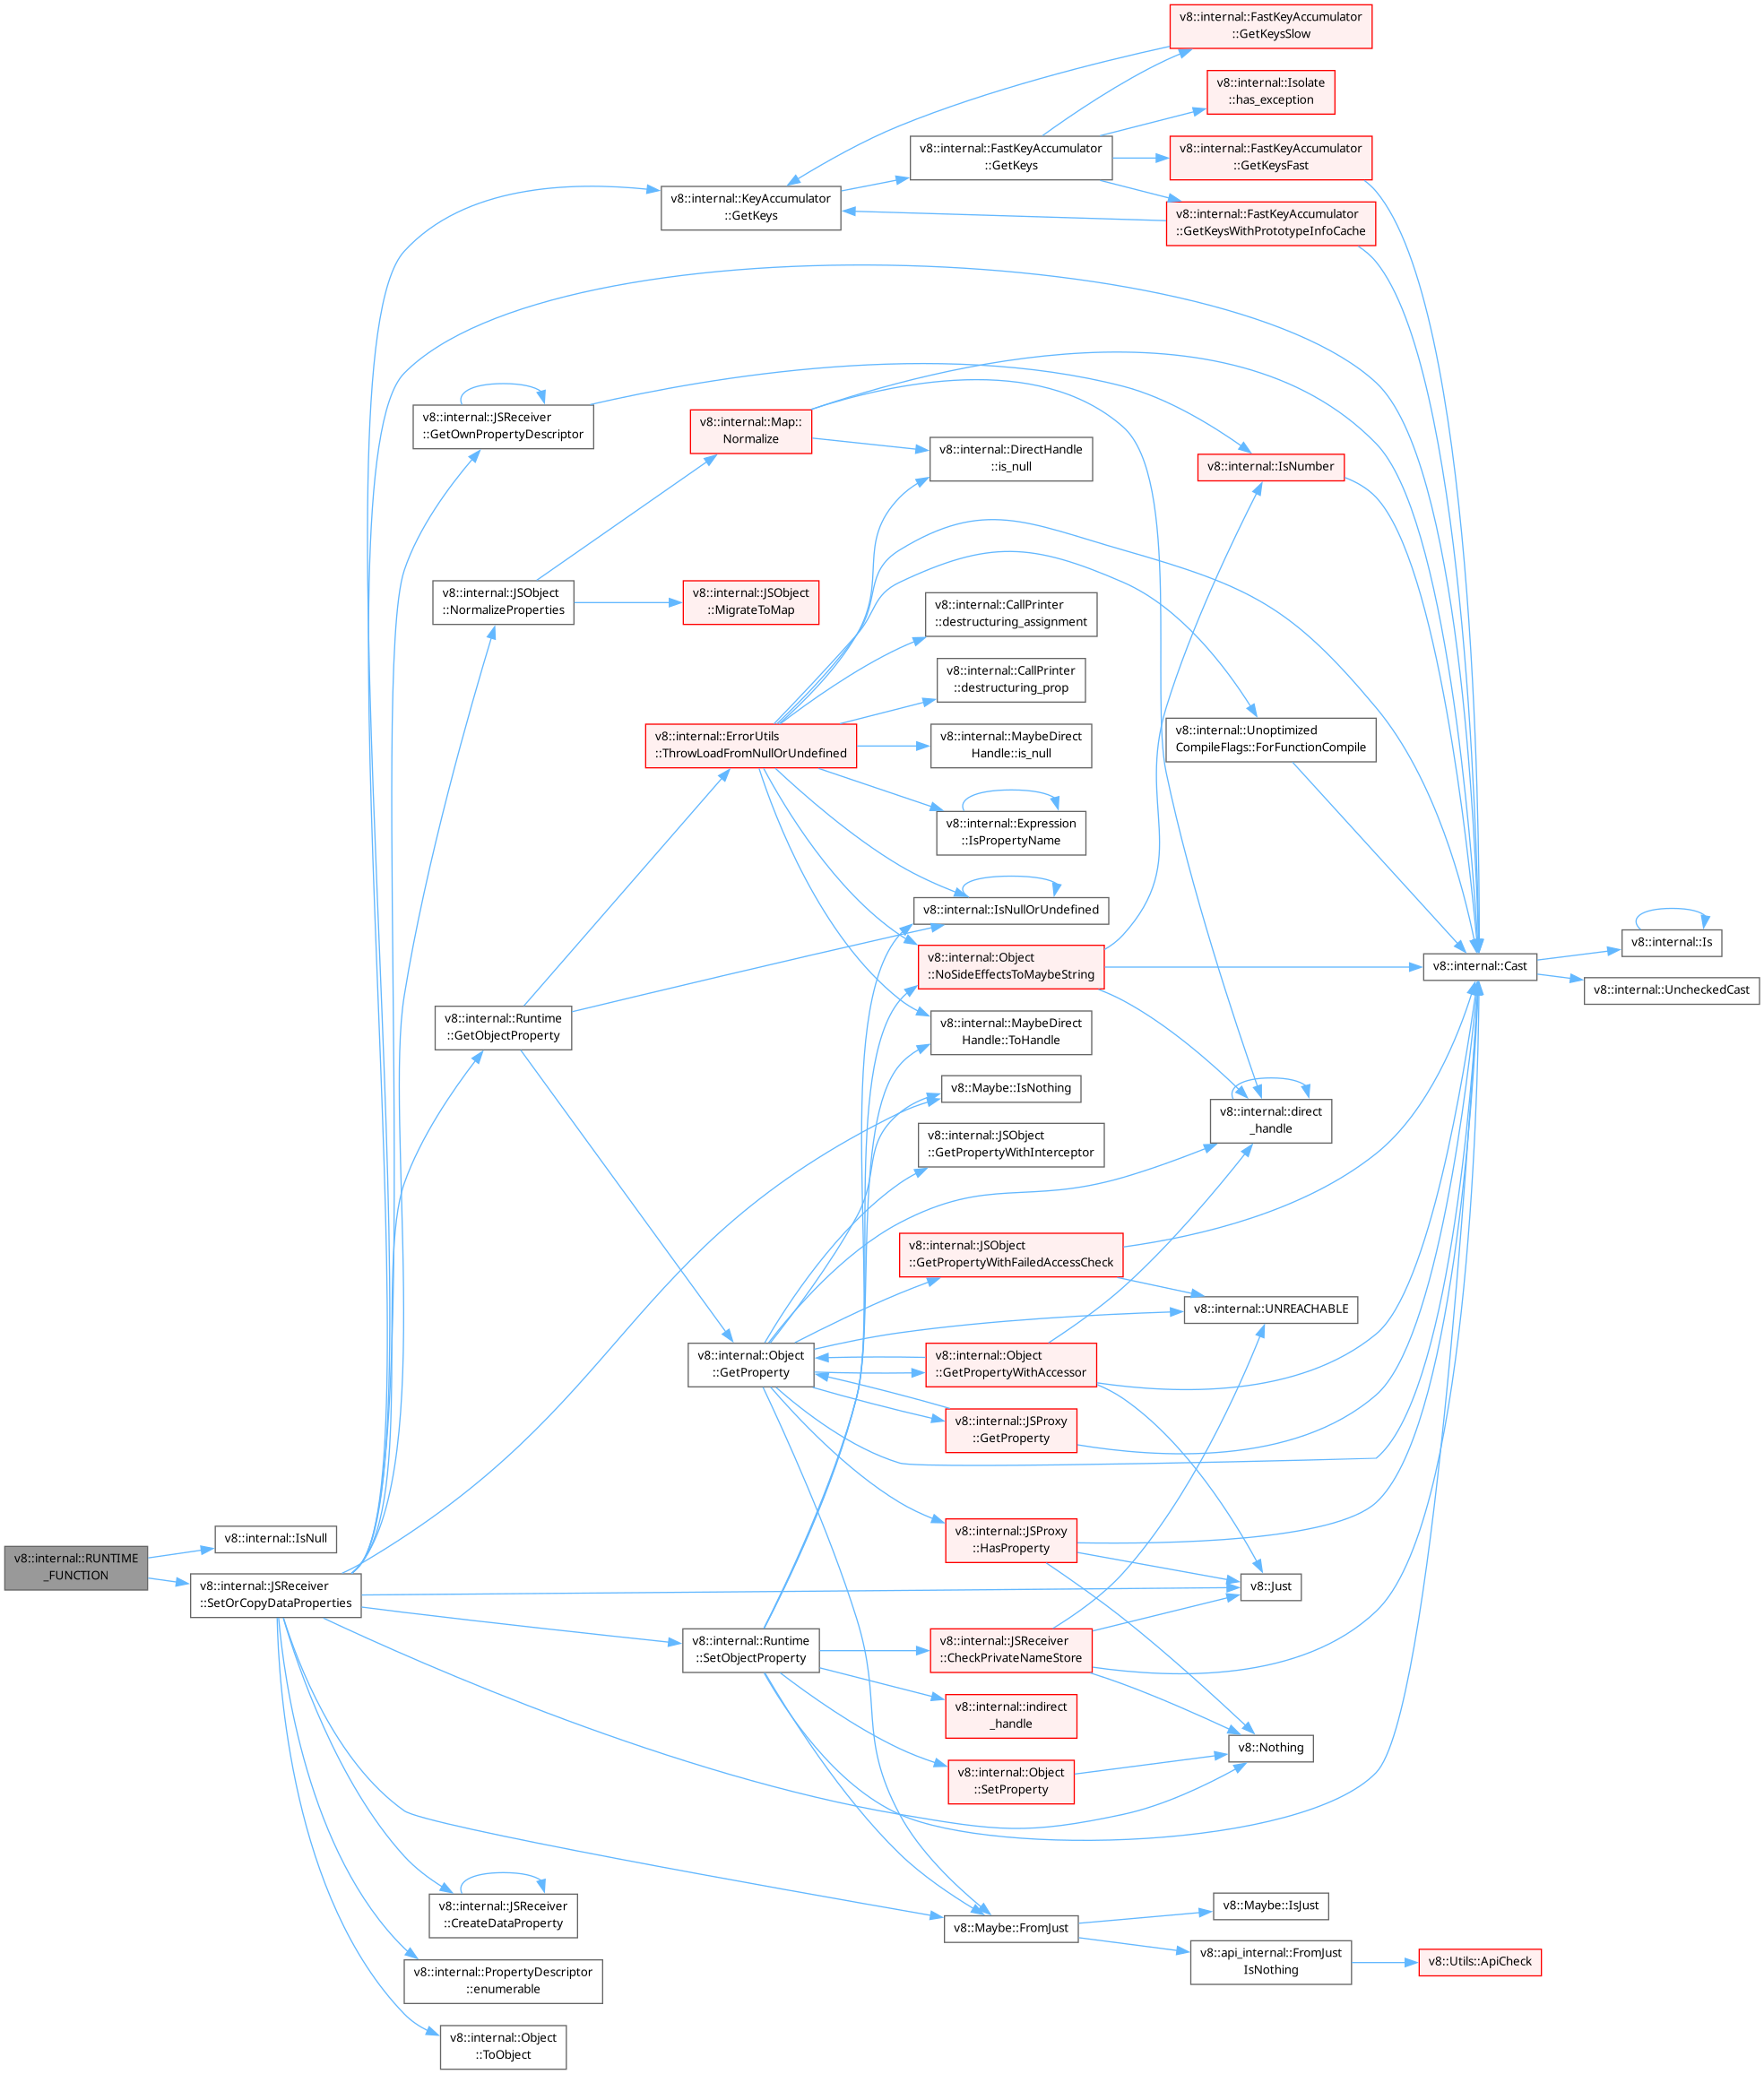 v8::internal::FastKeyAccumulator
::GetKeysSlow
v8::internal::Isolate
::has_exception
v8::internal::FastKeyAccumulator
::GetKeys
v8::internal::FastKeyAccumulator
::GetKeysFast
v8::internal::KeyAccumulator
::GetKeys
v8::internal::FastKeyAccumulator
::GetKeysWithPrototypeInfoCache
v8::internal::JSReceiver
::GetOwnPropertyDescriptor
v8::internal::Map::
Normalize
v8::internal::DirectHandle
::is_null
v8::internal::IsNumber
v8::internal::JSObject
::NormalizeProperties
v8::internal::JSObject
::MigrateToMap
v8::internal::CallPrinter
::destructuring_assignment
v8::internal::CallPrinter
::destructuring_prop
v8::internal::ErrorUtils
::ThrowLoadFromNullOrUndefined
v8::internal::MaybeDirect
Handle::is_null
v8::internal::Unoptimized
CompileFlags::ForFunctionCompile
v8::internal::Expression
::IsPropertyName
v8::internal::IsNullOrUndefined
v8::internal::Object
::NoSideEffectsToMaybeString
v8::internal::Cast
v8::internal::Is
v8::internal::UncheckedCast
v8::internal::Runtime
::GetObjectProperty
v8::internal::MaybeDirect
Handle::ToHandle
v8::Maybe::IsNothing
v8::internal::direct
_handle
v8::internal::JSObject
::GetPropertyWithInterceptor
v8::internal::JSObject
::GetPropertyWithFailedAccessCheck
v8::internal::UNREACHABLE
v8::internal::Object
::GetProperty
v8::internal::Object
::GetPropertyWithAccessor
v8::internal::JSProxy
::GetProperty
v8::internal::JSProxy
::HasProperty
v8::internal::IsNull
v8::internal::RUNTIME
_FUNCTION
v8::internal::JSReceiver
::SetOrCopyDataProperties
v8::Just
v8::internal::Runtime
::SetObjectProperty
v8::internal::JSReceiver
::CheckPrivateNameStore
v8::internal::indirect
_handle
v8::Nothing
v8::internal::Object
::SetProperty
v8::internal::JSReceiver
::CreateDataProperty
v8::Maybe::FromJust
v8::Maybe::IsJust
v8::api_internal::FromJust
IsNothing
v8::Utils::ApiCheck
v8::internal::PropertyDescriptor
::enumerable
v8::internal::Object
::ToObject